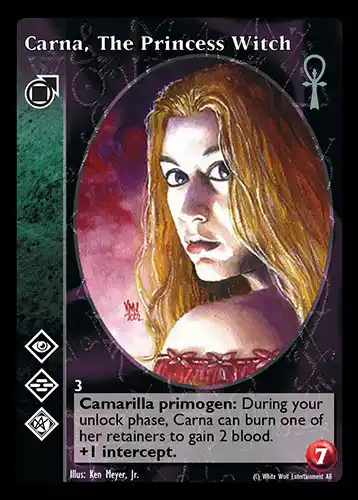 Carna, The Princess Witch
3
Camarilla primogen: During your
unlock phase, Carna can burn one of
her retainers to gain 2 blood.
+1 intercept.
7
Illus: Ken Meyer, Jr.
(C) White Wolf Entertainment AB